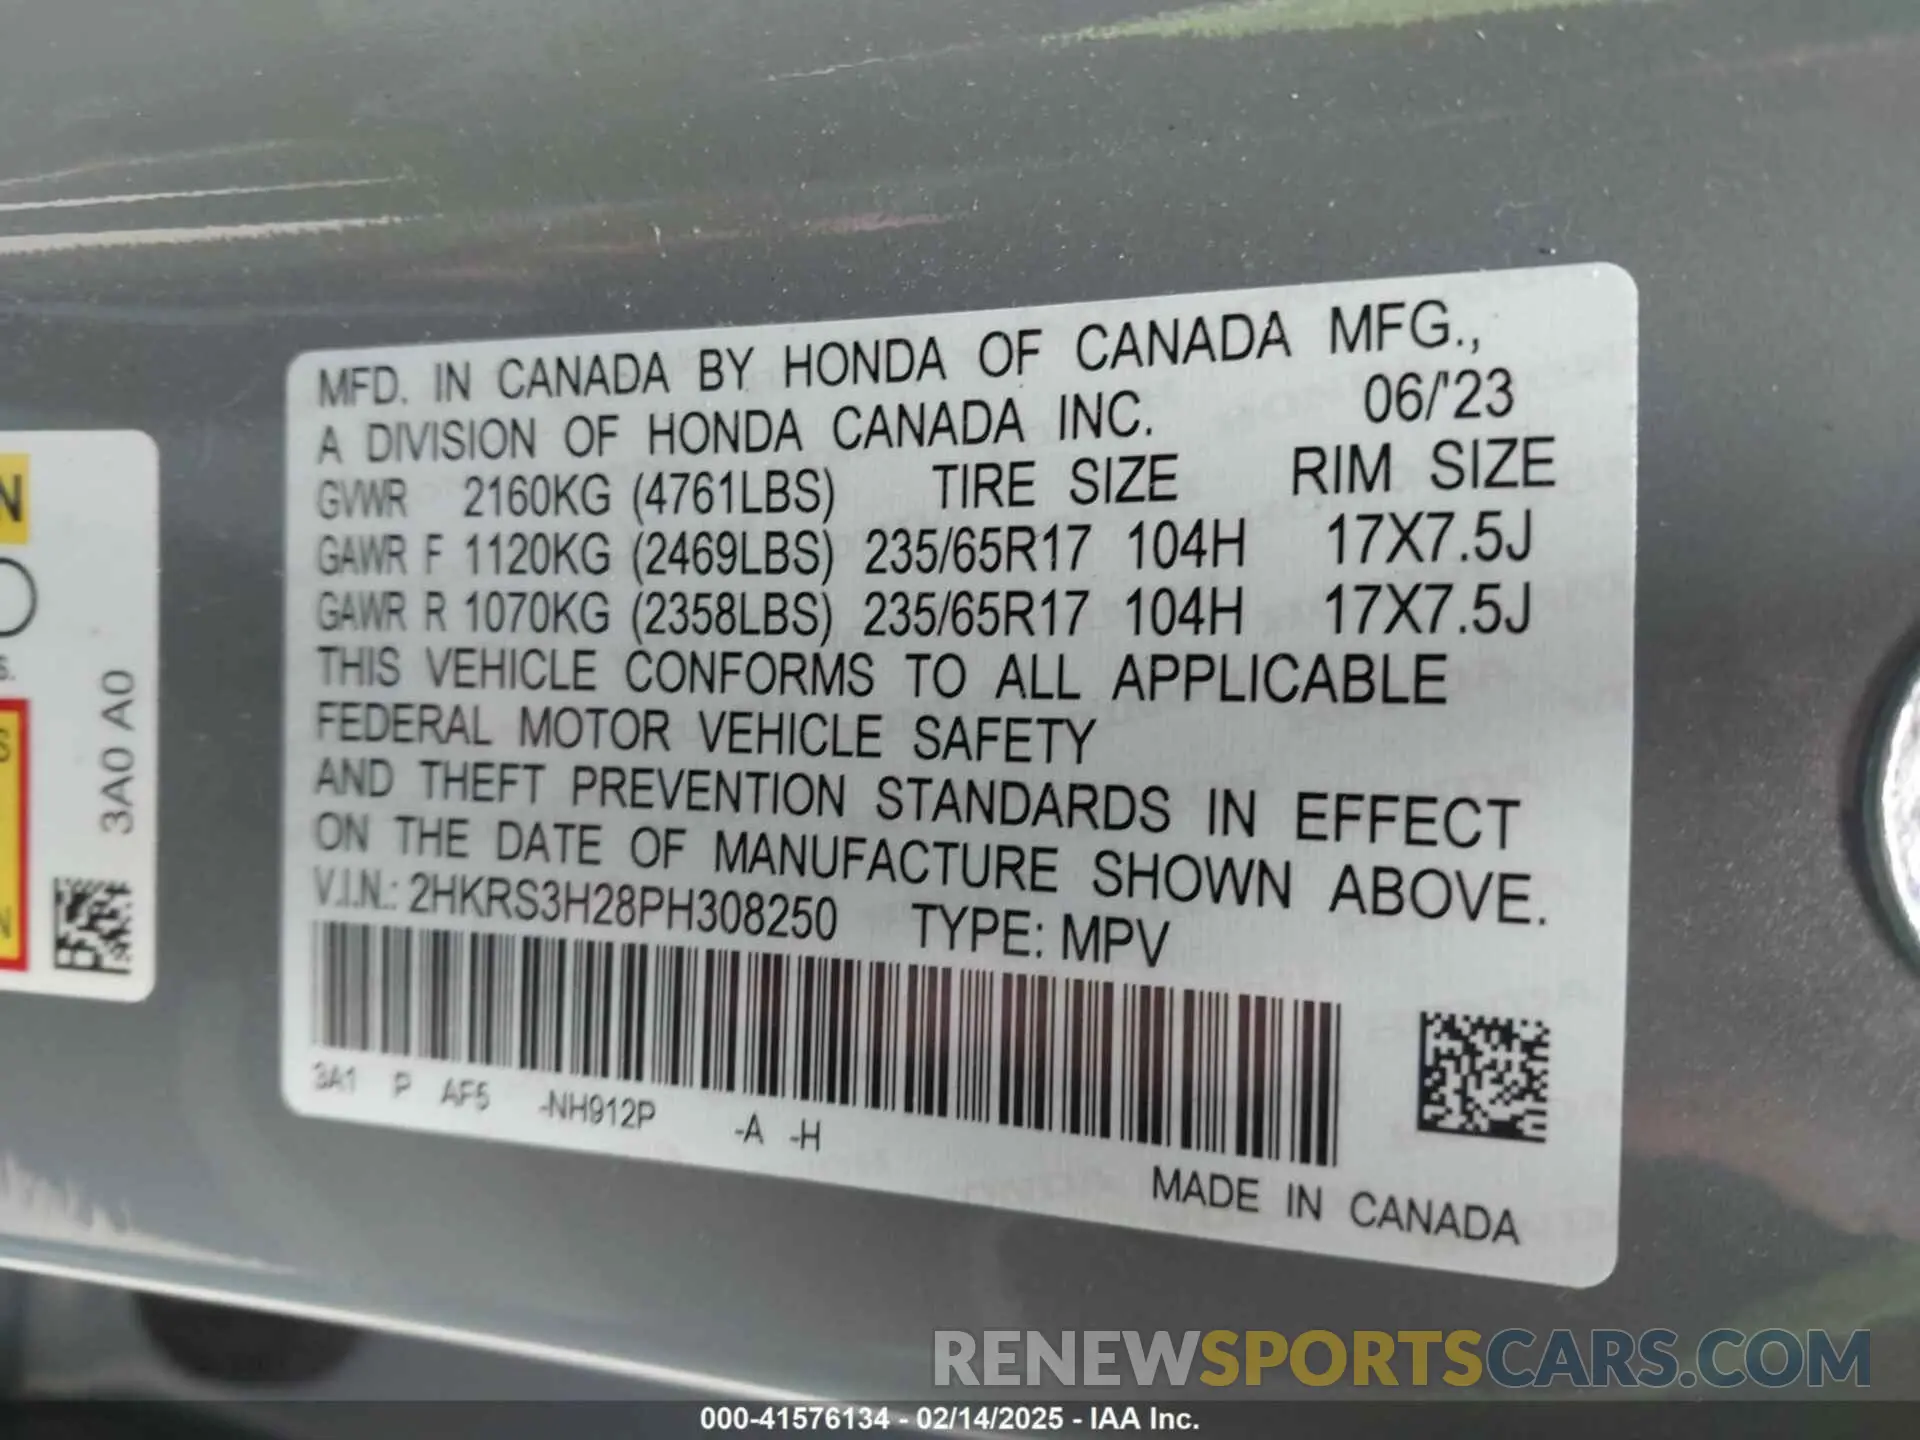 MFD. IN CANADA BY HONDA OF CANADA MFG.,
A DIVISION OF HONDA CANADA INC. 06/'23
GVWR 2160KG (4761LBS) TIRE SIZE RIM SIZE
GAWR F 1120KG (2469LBS) 235/65R17 104H 17X7.5J
GAWR R 1070KG (2358LBS) 235/65R17 104H 17X7.5J
THIS VEHICLE CONFORMS TO ALL APPLICABLE
FEDERAL MOTOR VEHICLE SAFETY
AND THEFT PREVENTION STANDARDS IN EFFECT
ON THE DATE OF MANUFACTURE SHOWN ABOVE.
V.I.N.: 2HKRS3H28PH308250 TYPE: MPV
3A1 P AF5 -NH912P -A -H
MADE IN CANADA
3A0 A0
RENEWSPORTSCARS.COM
000-41576134 - 02/14/2025 - IAA Inc.